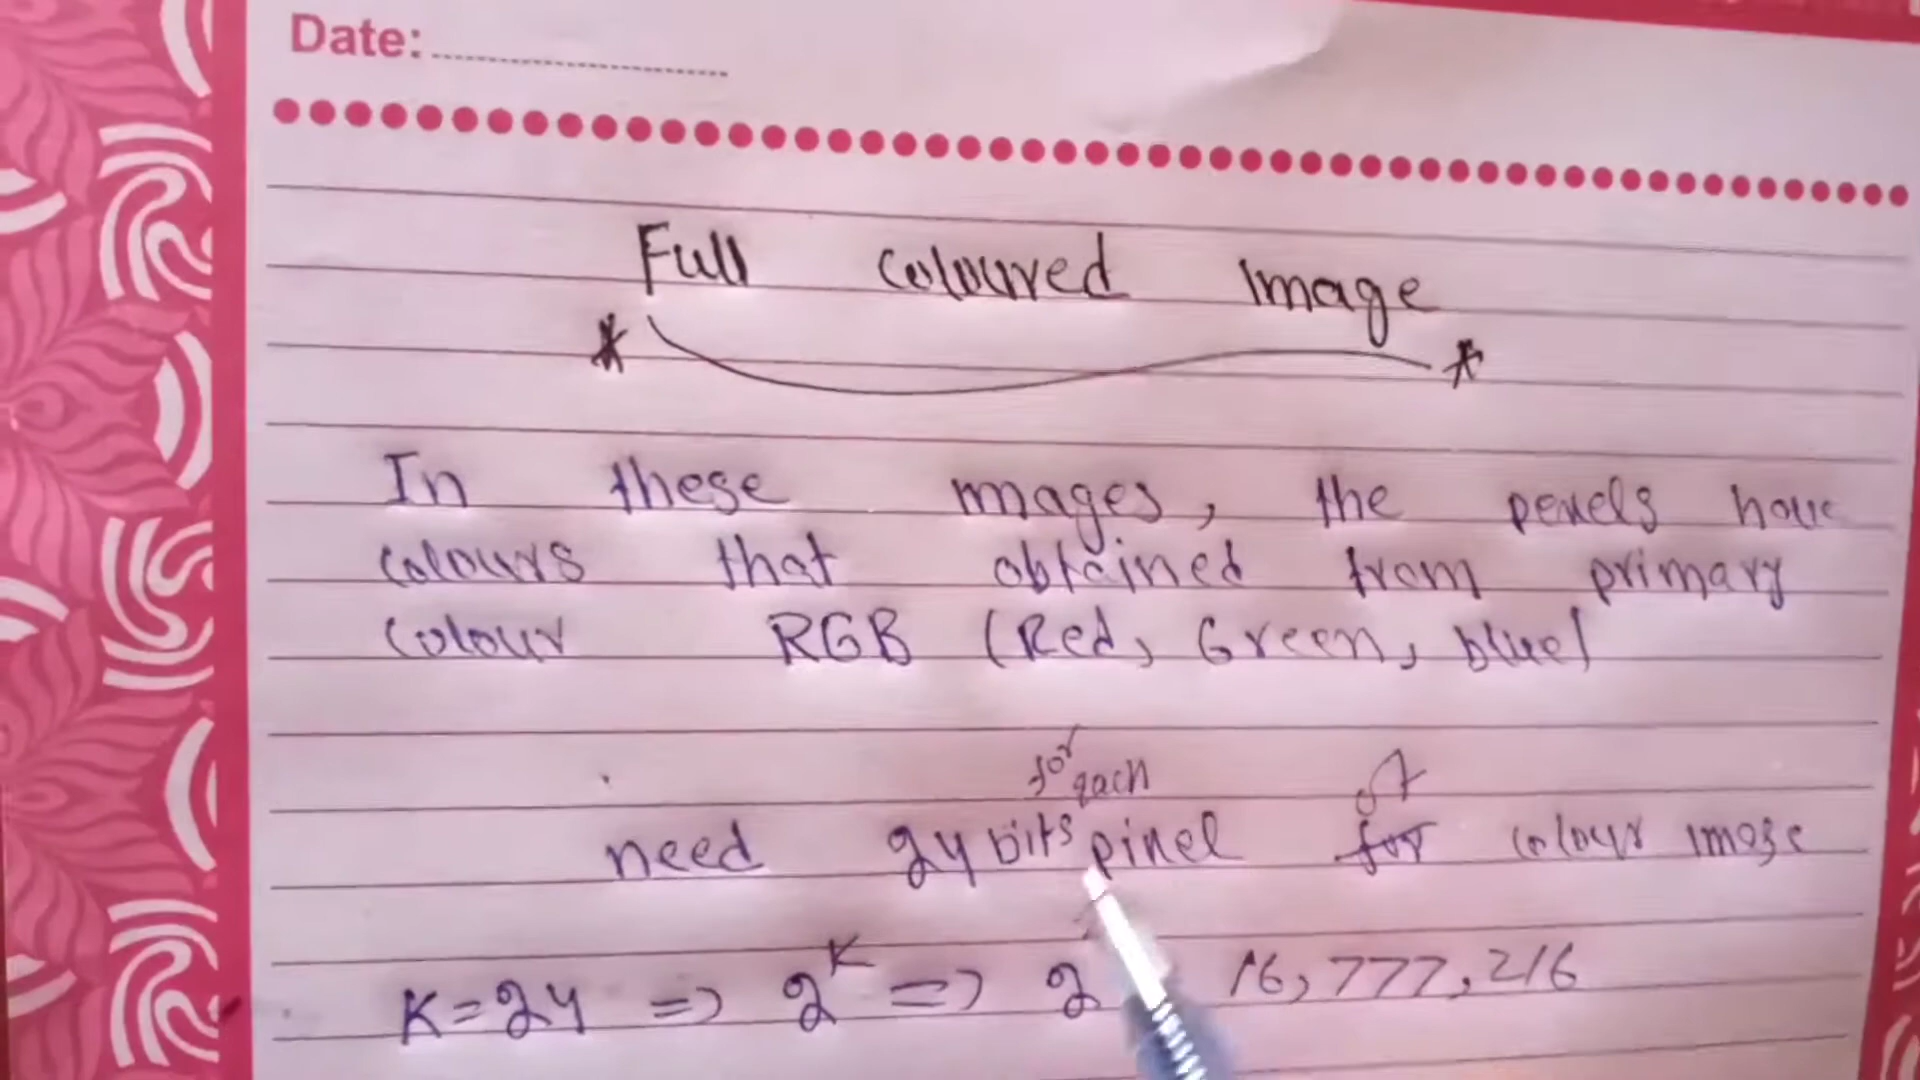 Date:
Full coloured Image
In these images, the pexels have
colours that obtained from primary
colour RGB (Red, Green, blue)
for each of
need 24 bits pixel for colour image
K=24 => 2^K => 2 16,777,216